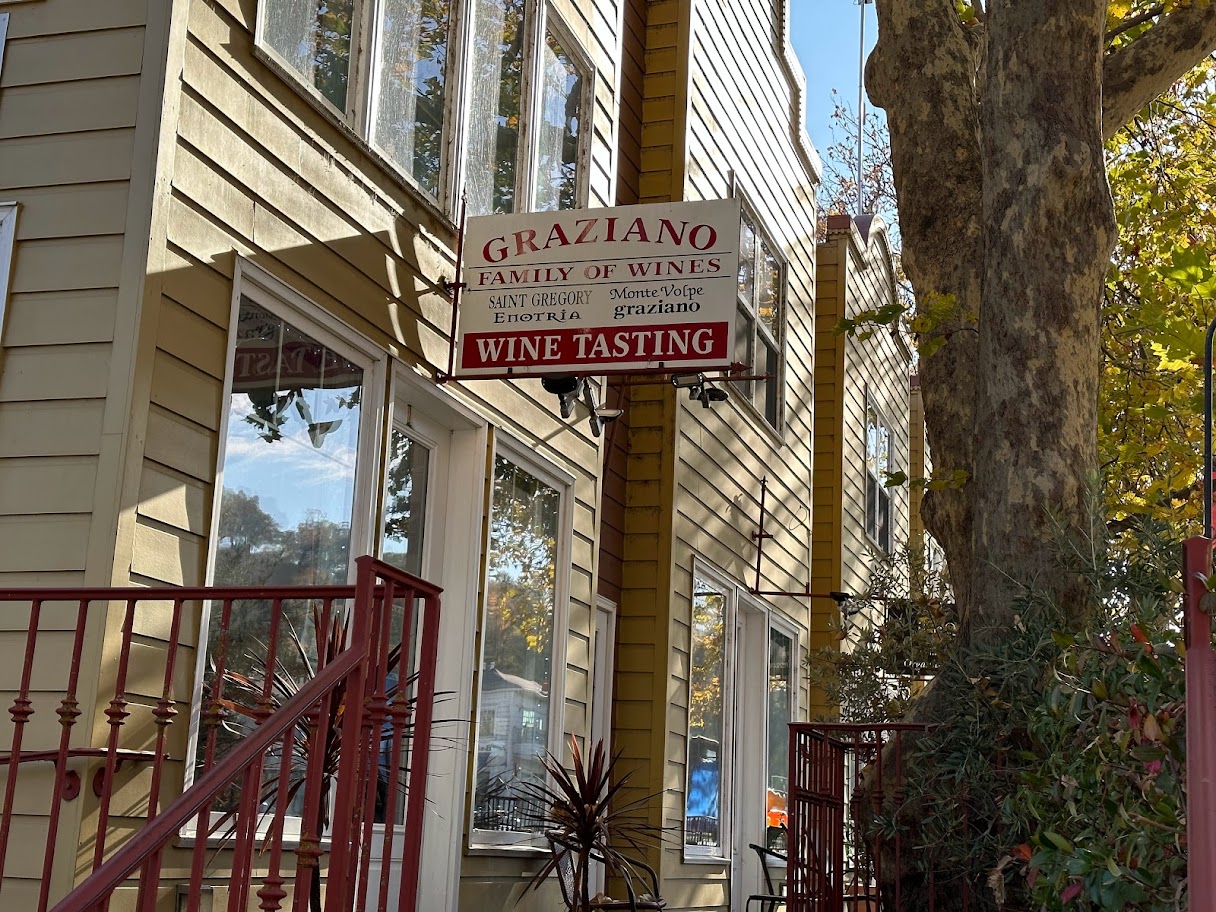 GRAZIANO
FAMILY OF WINES
SAINT GREGORY Monte Volpe
ENOTRIA graziano
WINE TASTING